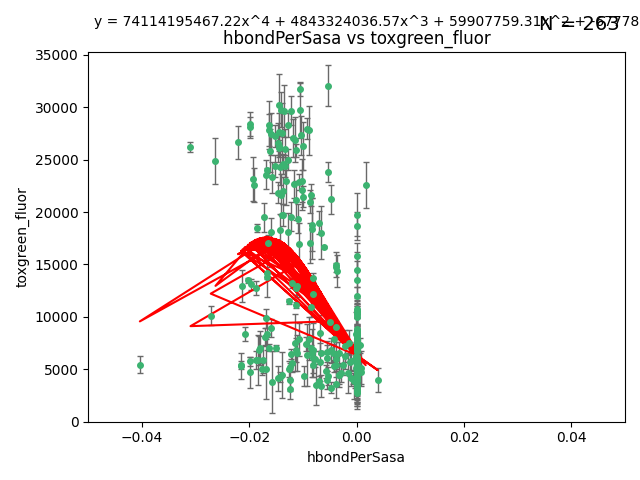 y = 74114195467.22x^4 + 4843324036.57x^3 + 59907759.31x^2 +
N = 263
hbondPerSasa vs toxgreen_fluor
35000
30000
25000
20000
15000
10000
5000
0
toxgreen_fluor
−0.04
−0.02
0.00
0.02
0.04
hbondPerSasa